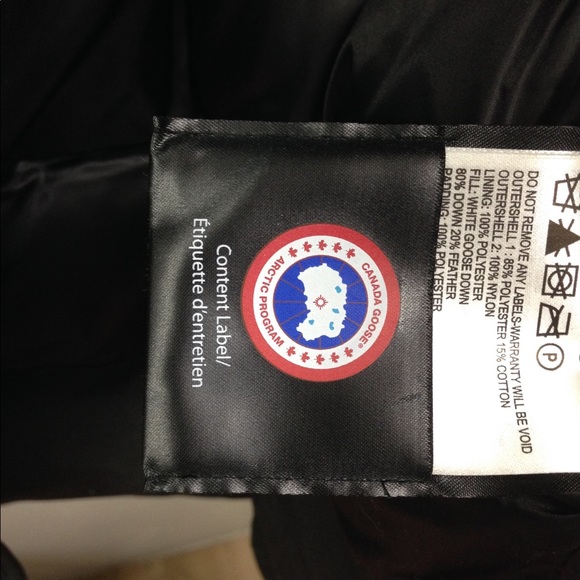 CANADA GOOSE®
ARCTIC PROGRAM
Content Label/
Étiquette d'entretien
DO NOT REMOVE ANY LABELS-WARRANTY WILL BE VOID
OUTERSHELL 1 : 85% POLYESTER 15% COTTON
OUTERSHELL 2: 100% NYLON
LINING: 100% POLYESTER
FILL: WHITE GOOSE DOWN
80% DOWN 20% FEATHER
PADDING: 100% POLYESTER
P